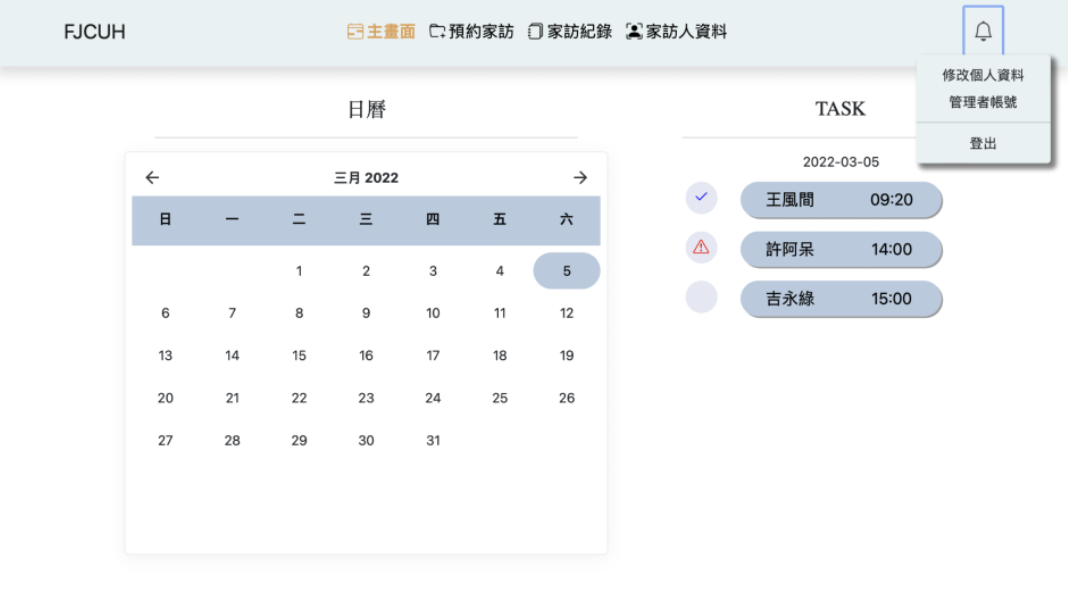 FJCUH
主畫面 預約家訪 家訪紀錄 家訪人資料
修改個人資料
管理者帳號
登出
日曆
三月 2022
日 一 二 三 四 五 六
1 2 3 4 5
6 7 8 9 10 11 12
13 14 15 16 17 18 19
20 21 22 23 24 25 26
27 28 29 30 31
TASK
2022-03-05
王風間 09:20
許阿呆 14:00
吉永綠 15:00